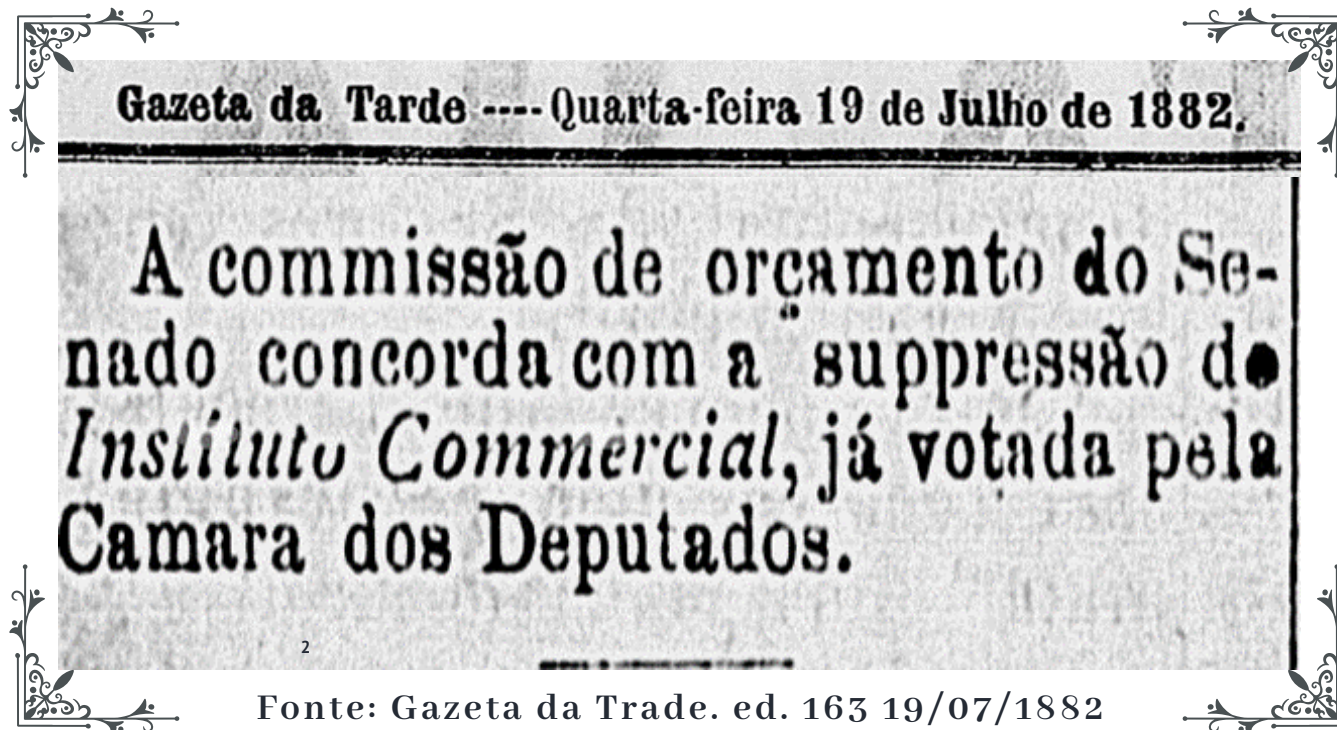 Gazeta da Tarde ---- Quarta-feira 19 de Julho de 1882.
A commissão de orçamento do Se-
nado concorda com a suppressão do
Instituto Commercial, já votada pela
Camara dos Deputados.
2
Fonte: Gazeta da Trade. ed. 163 19/07/1882